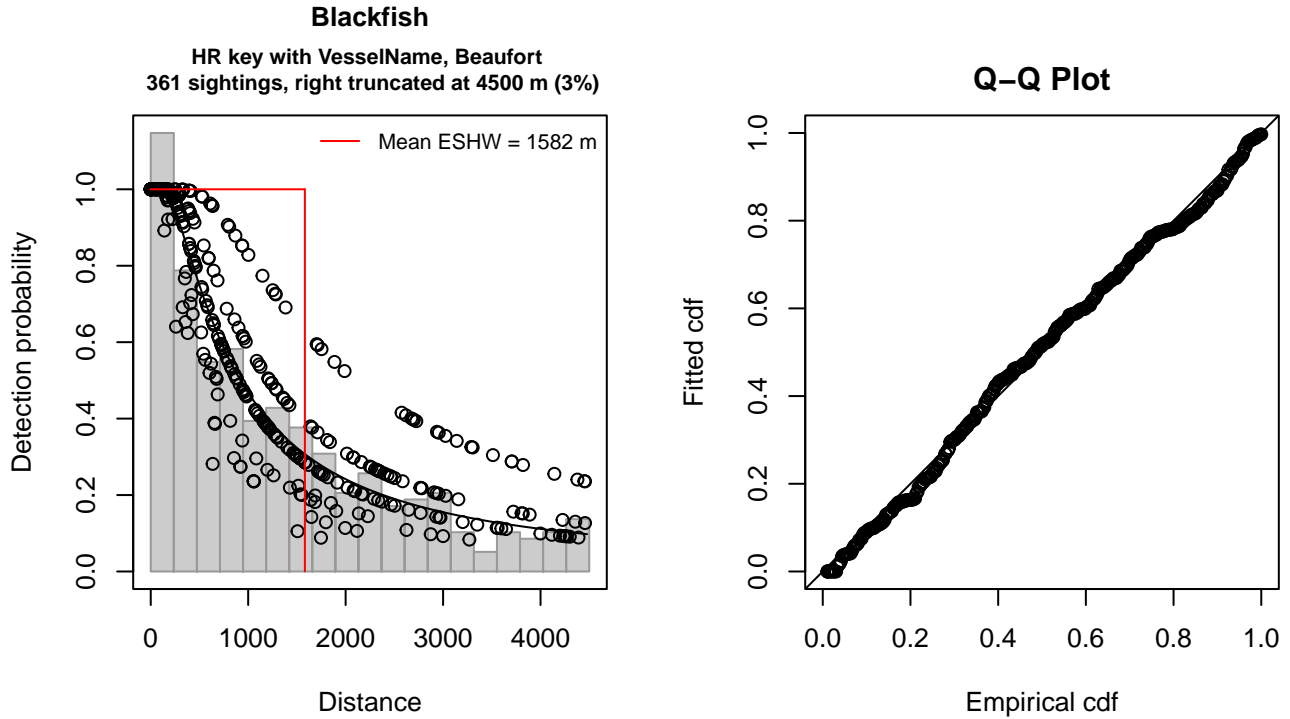 Blackfish
HR key with VesselName, Beaufort
361 sightings, right truncated at 4500 m (3%)
Mean ESHW = 1582 m
Detection probability
0.0 0.2 0.4 0.6 0.8 1.0
0 1000 2000 3000 4000
Distance
Q−Q Plot
Fitted cdf
0.0 0.2 0.4 0.6 0.8 1.0
0.0 0.2 0.4 0.6 0.8 1.0
Empirical cdf